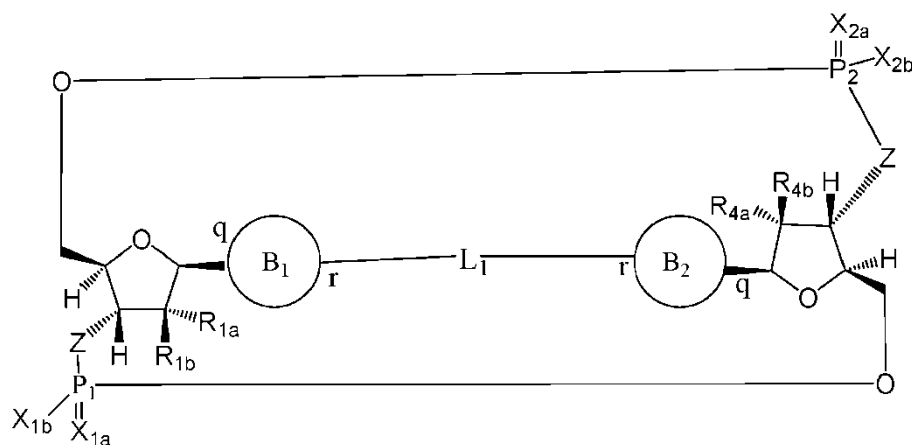 X2a
O P2 X2b
Z
R4b H
R4a
q
O B1 r L1 r B2 H
q
H R1a O
Z H R1b
P1 O
X1b X1a